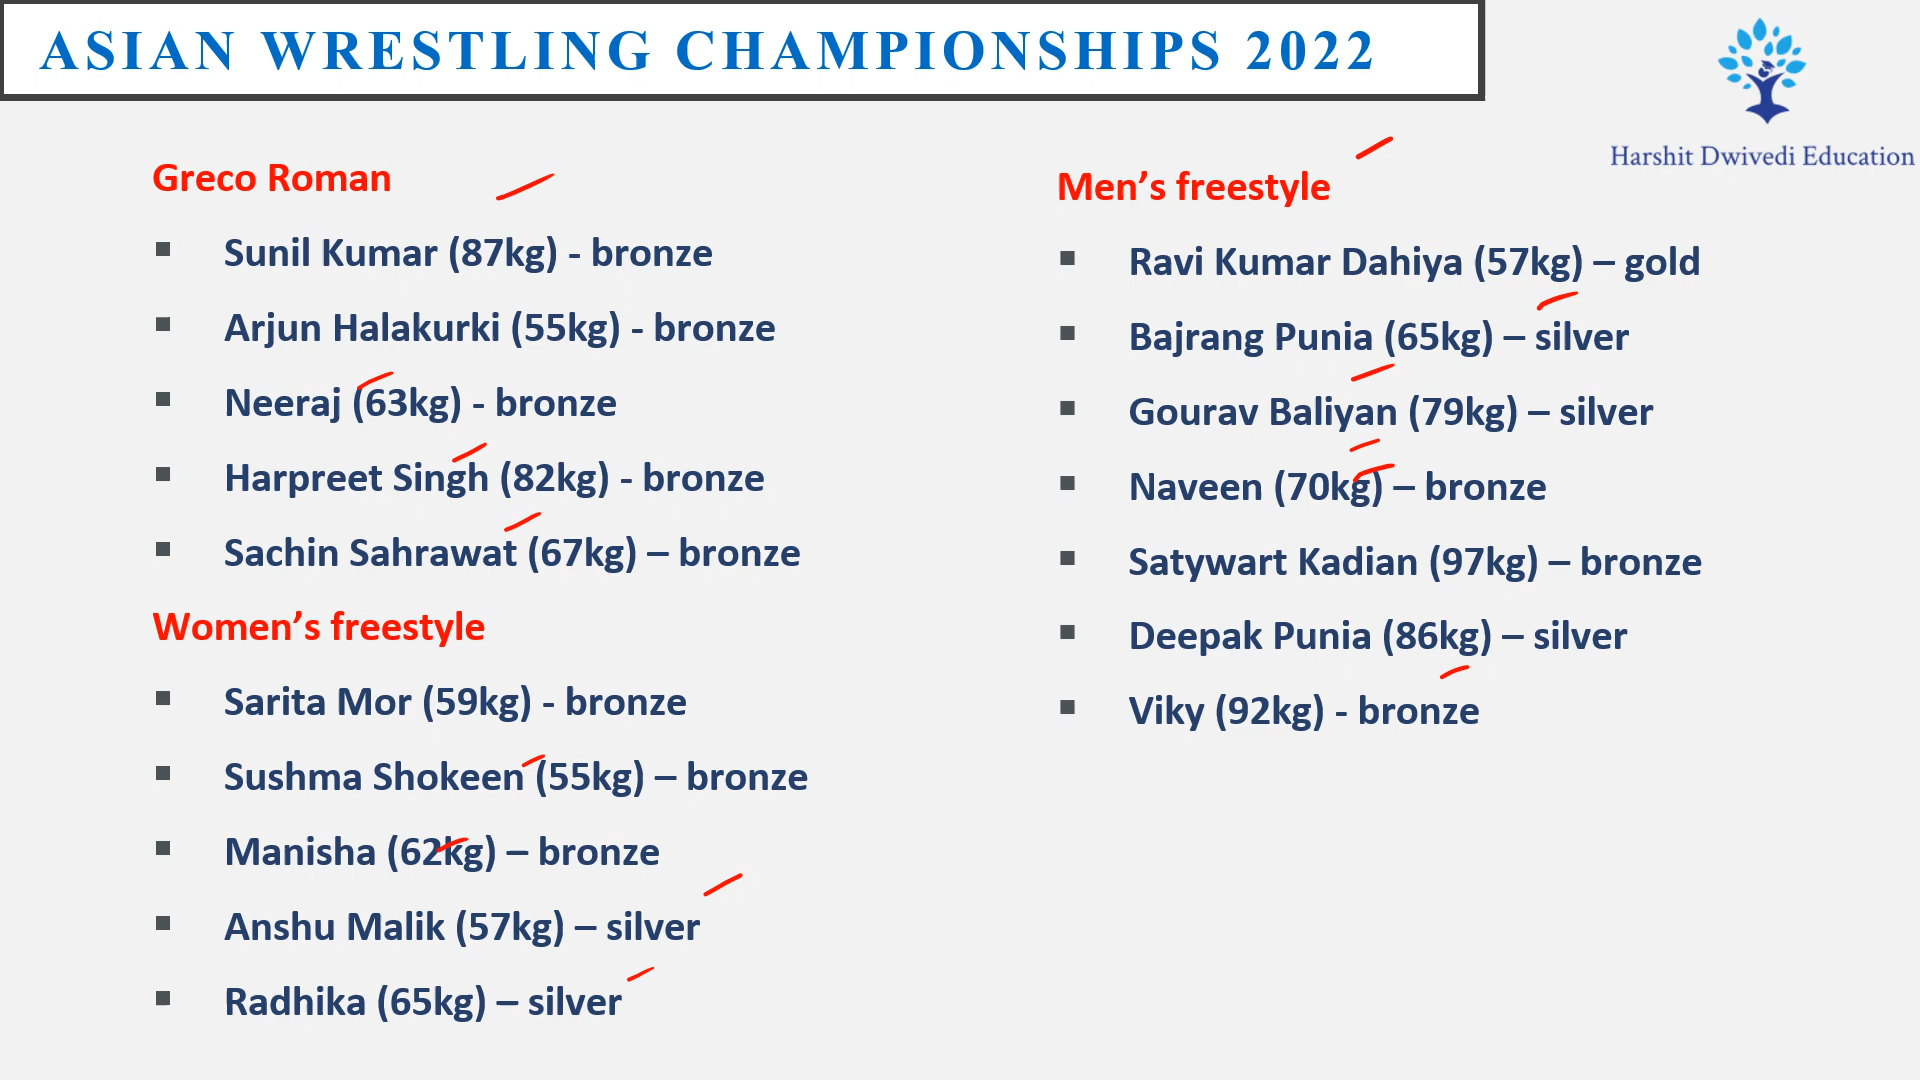 ASIAN WRESTLING CHAMPIONSHIPS 2022
Harshit Dwivedi Education
Greco Roman
Sunil Kumar (87kg) - bronze
Arjun Halakurki (55kg) - bronze
Neeraj (63kg) - bronze
Harpreet Singh (82kg) - bronze
Sachin Sahrawat (67kg) – bronze
Women’s freestyle
Sarita Mor (59kg) - bronze
Sushma Shokeen (55kg) – bronze
Manisha (62kg) – bronze
Anshu Malik (57kg) – silver
Radhika (65kg) – silver
Men’s freestyle
Ravi Kumar Dahiya (57kg) – gold
Bajrang Punia (65kg) – silver
Gourav Baliyan (79kg) – silver
Naveen (70kg) – bronze
Satywart Kadian (97kg) – bronze
Deepak Punia (86kg) – silver
Viky (92kg) - bronze